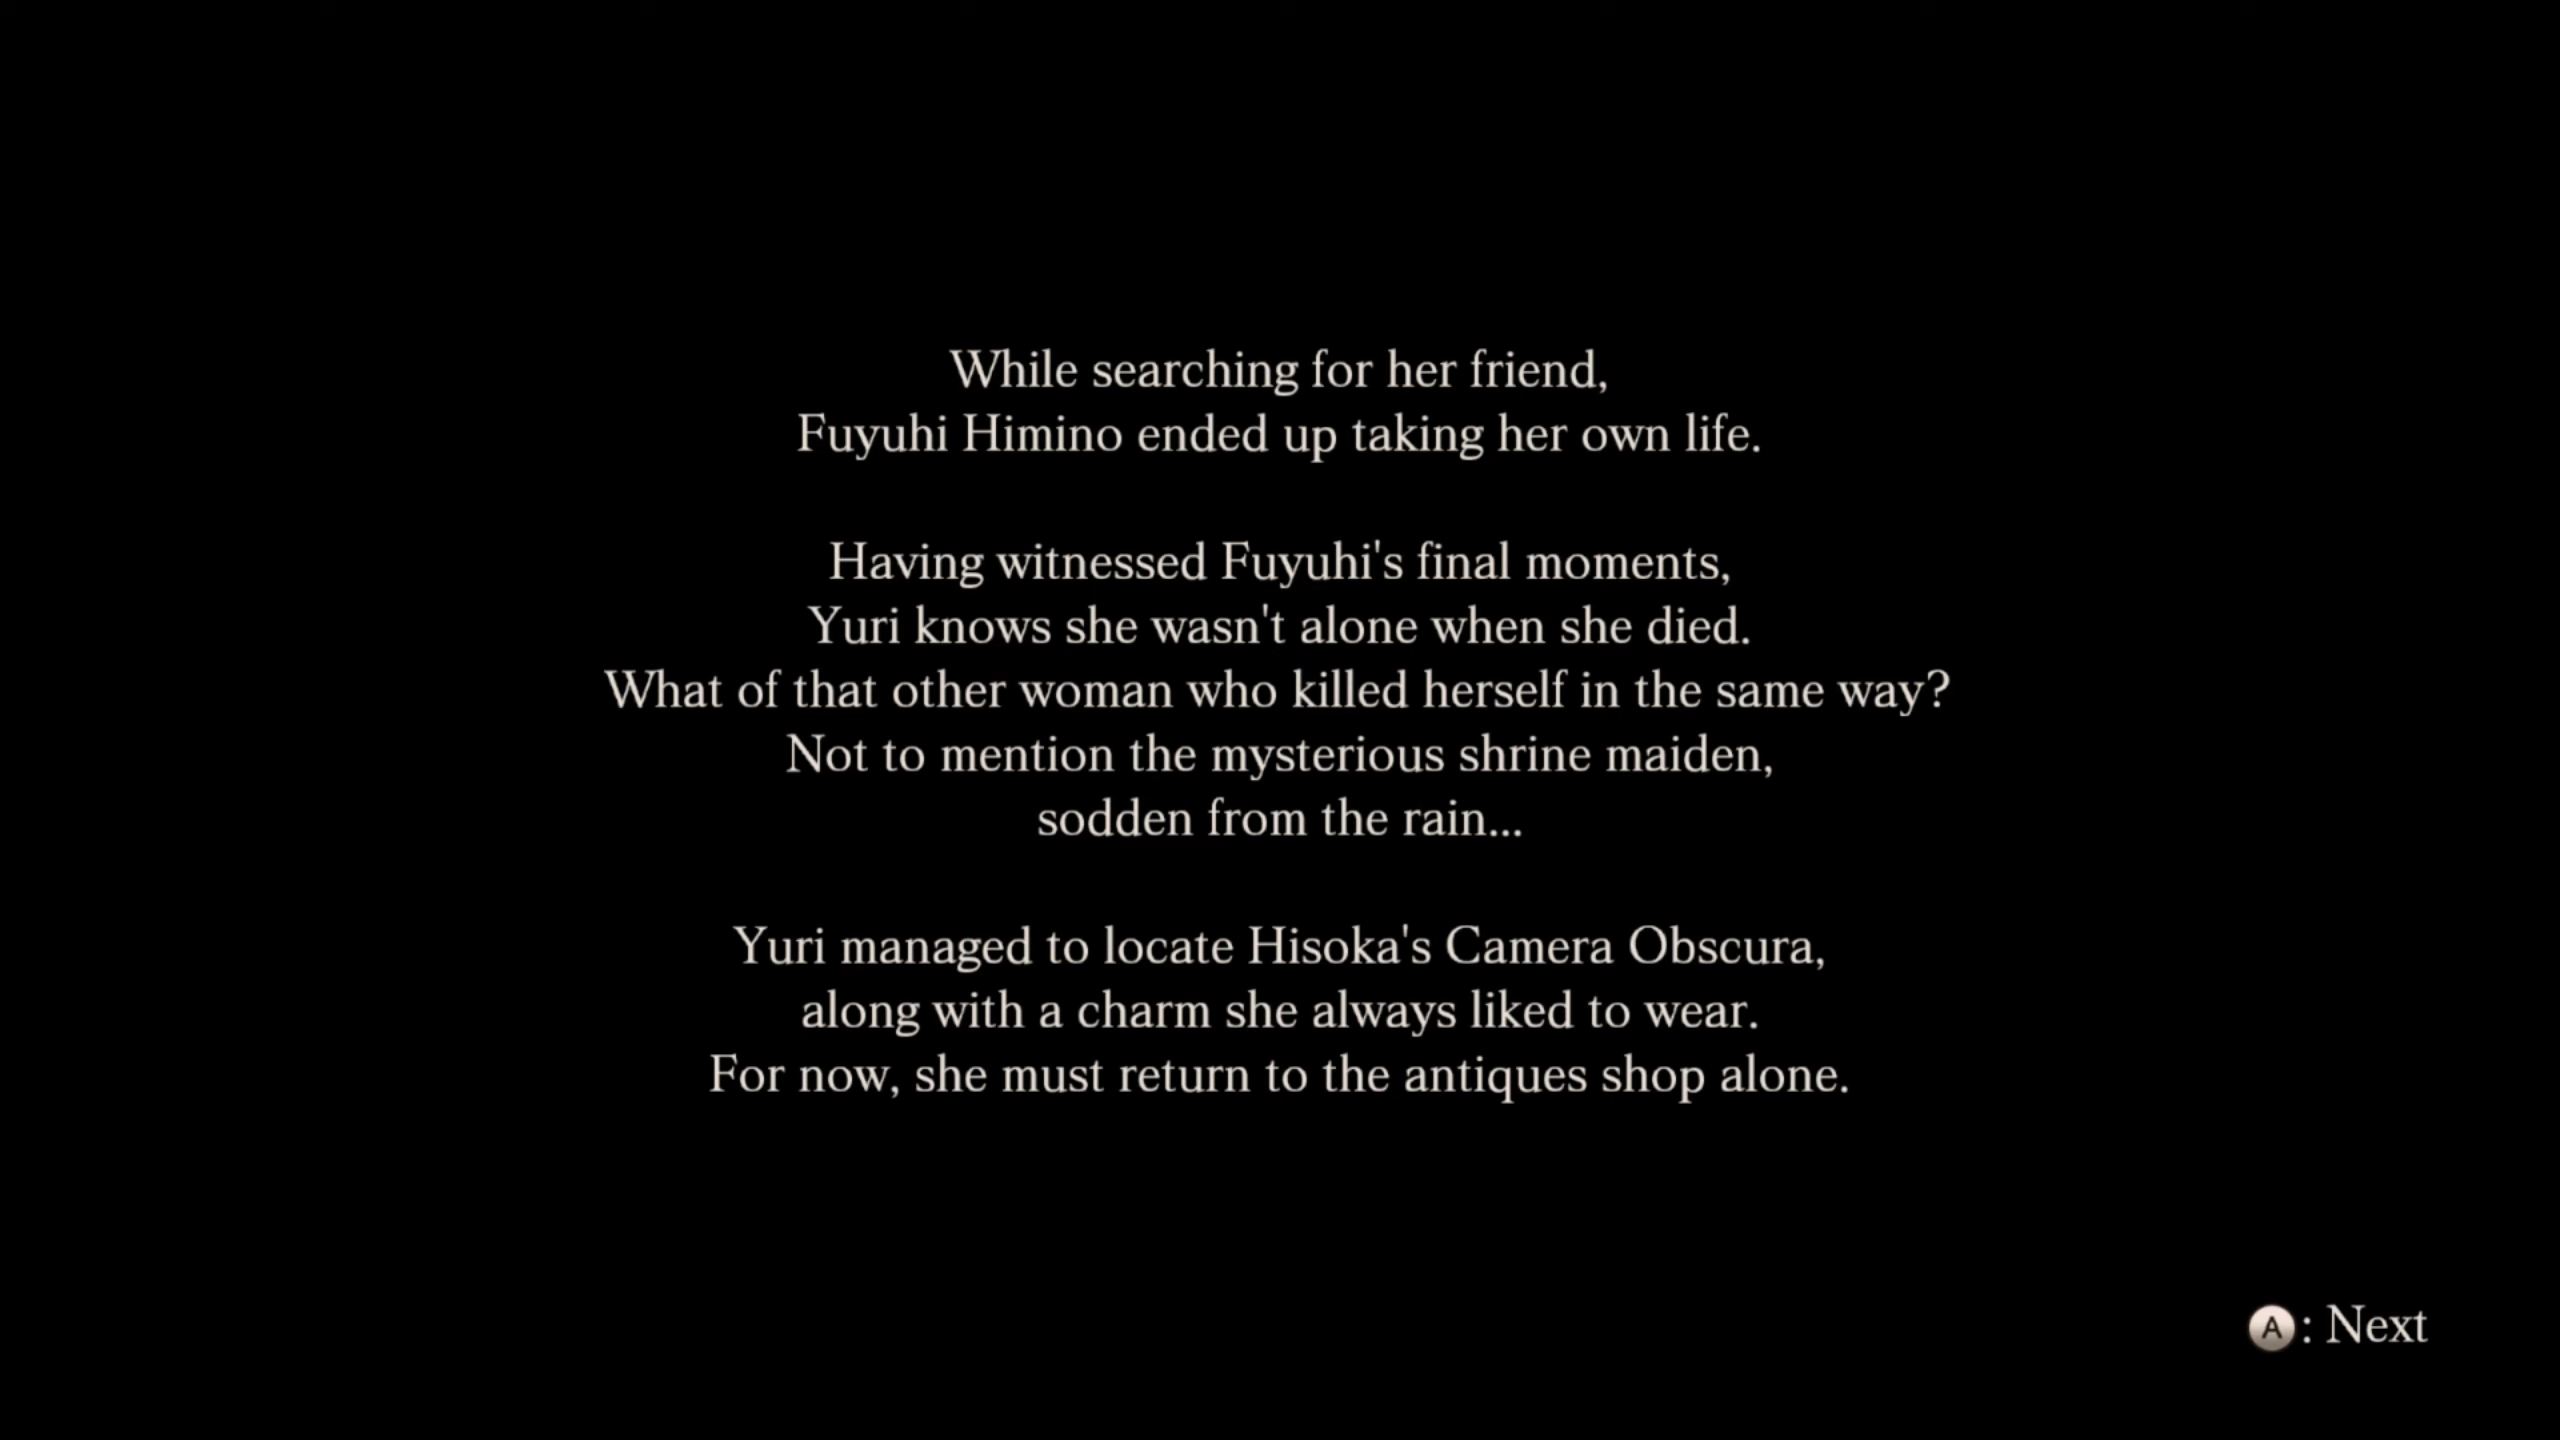 While searching for her friend,
Fuyuhi Himino ended up taking her own life.
Having witnessed Fuyuhi's final moments,
Yuri knows she wasn't alone when she died.
What of that other woman who killed herself in the same way?
Not to mention the mysterious shrine maiden,
sodden from the rain...
Yuri managed to locate Hisoka's Camera Obscura,
along with a charm she always liked to wear.
For now, she must return to the antiques shop alone.
A: Next